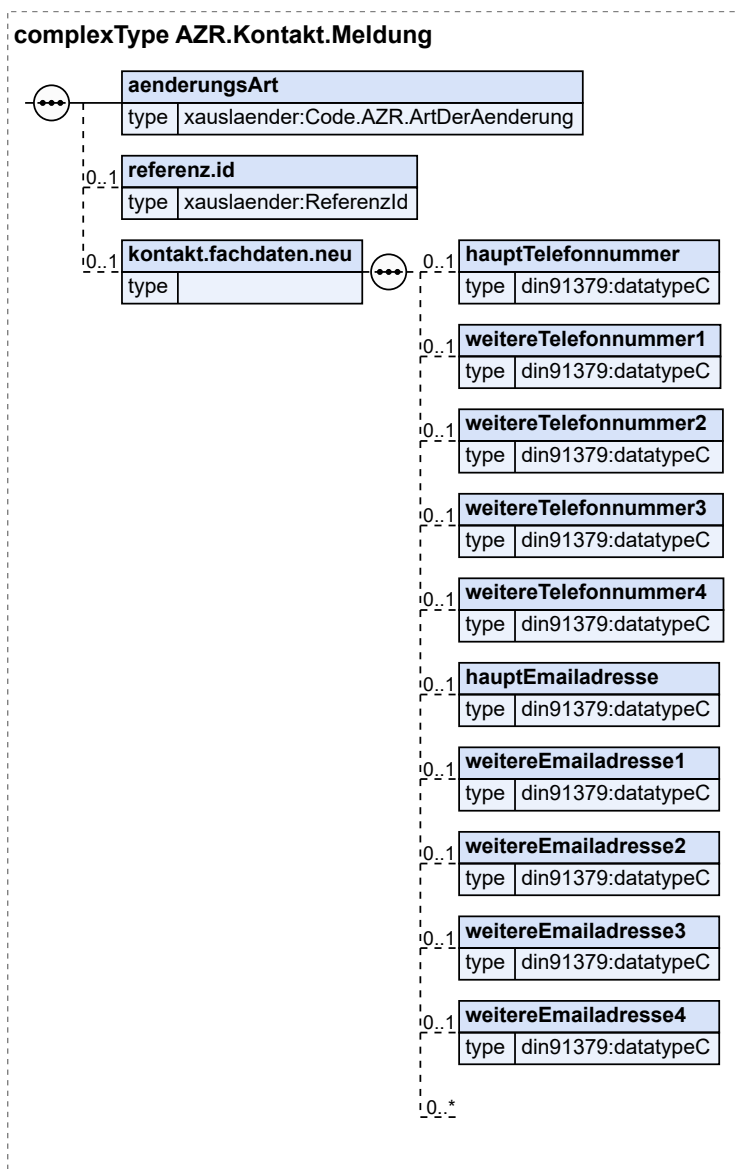 complexType AZR.Kontakt.Meldung
aenderungsArt
type xauslaender:Code.AZR.ArtDerAenderung
0..1 referenz.id
type xauslaender:ReferenzId
0..1 kontakt.fachdaten.neu
type
0..1 hauptTelefonnummer
type din91379:datatypeC
0..1 weitereTelefonnummer1
type din91379:datatypeC
0..1 weitereTelefonnummer2
type din91379:datatypeC
0..1 weitereTelefonnummer3
type din91379:datatypeC
0..1 weitereTelefonnummer4
type din91379:datatypeC
0..1 hauptEmailadresse
type din91379:datatypeC
0..1 weitereEmailadresse1
type din91379:datatypeC
0..1 weitereEmailadresse2
type din91379:datatypeC
0..1 weitereEmailadresse3
type din91379:datatypeC
0..1 weitereEmailadresse4
type din91379:datatypeC
0..*